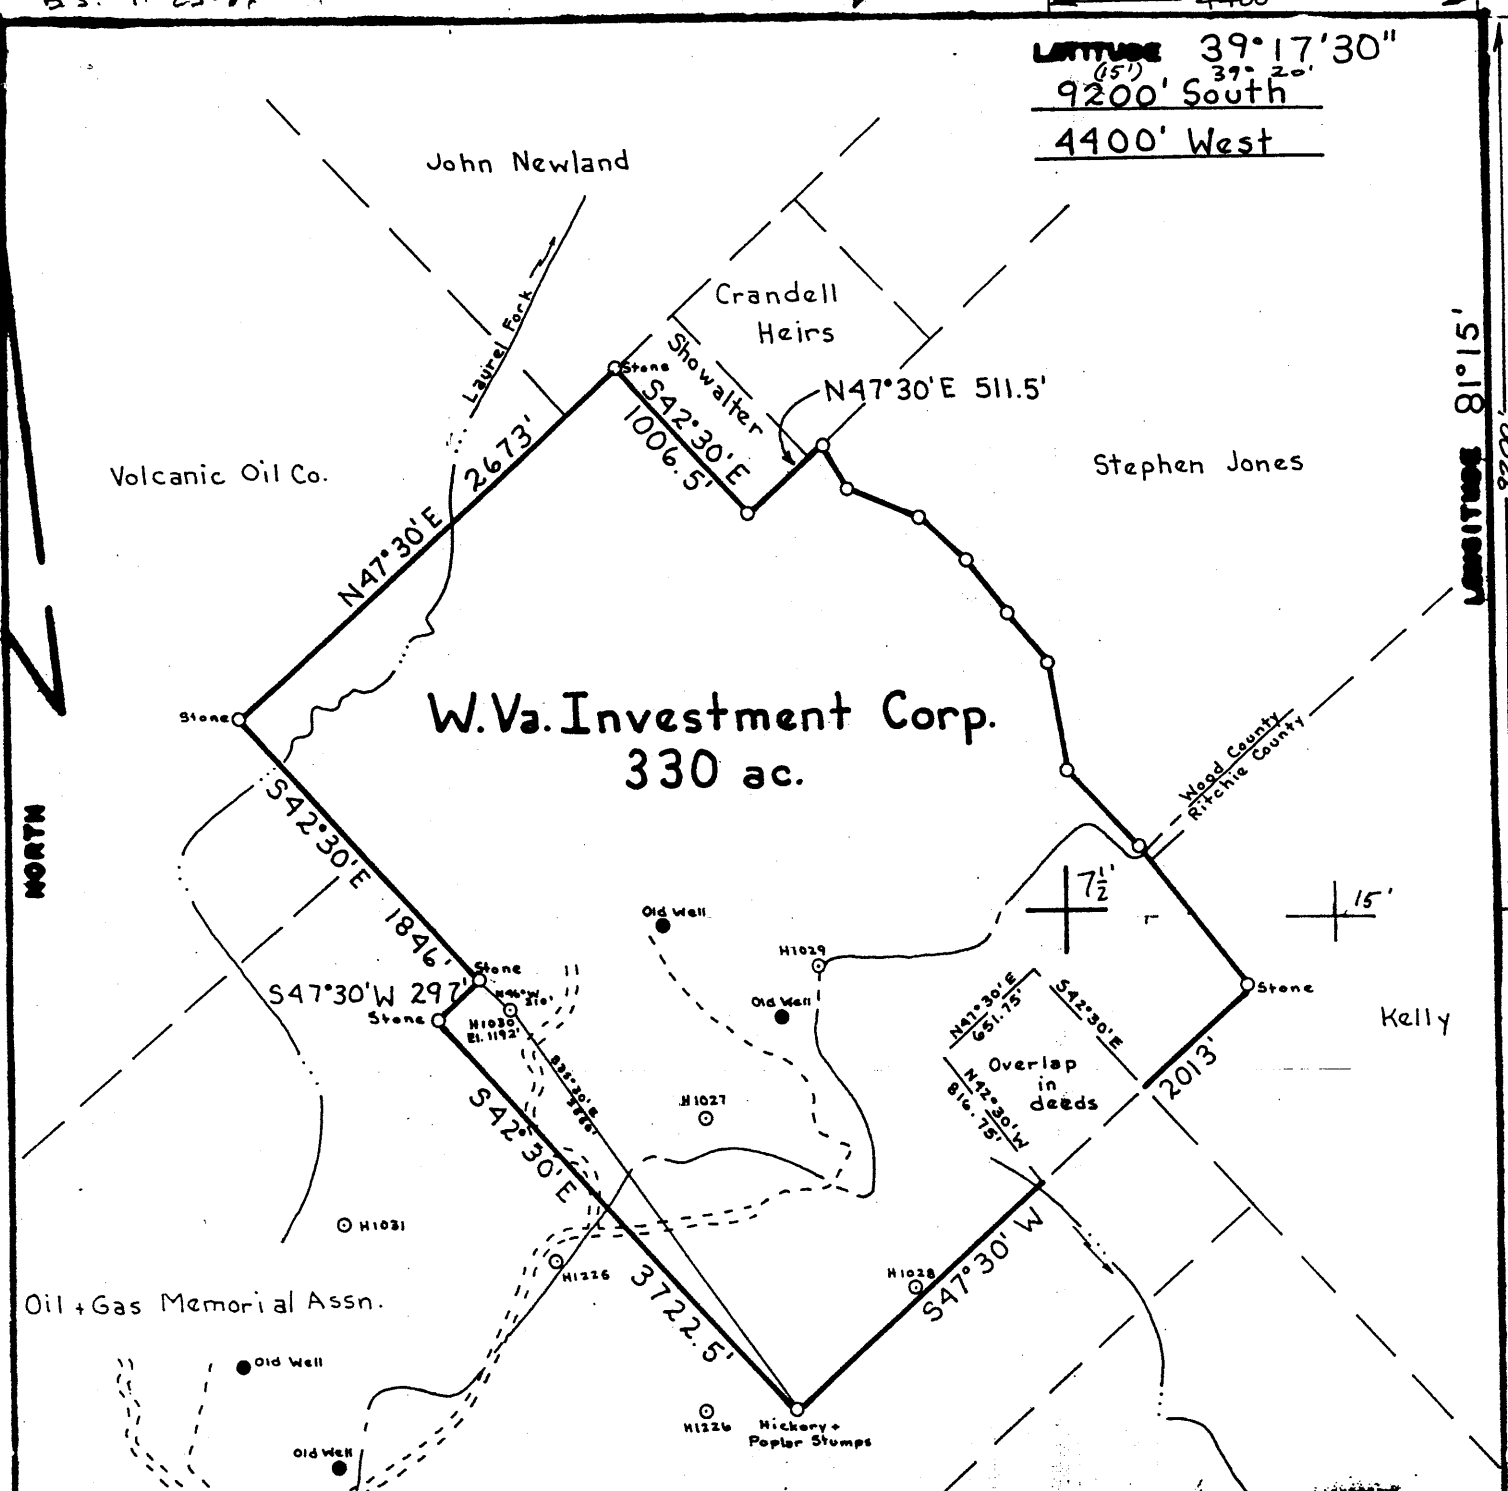 4400'
LATITUDE 39°17'30"
(15') 39° 20'
9200' South
4400' West
John Newland
Laurel Fork
Crandell
Heirs
Showalter
Stone
S42°30'E
1006.5'
N47°30'E 511.5'
81°15'
LONGITUDE
Volcanic Oil Co.
N47°30'E 2673'
Stephen Jones
Stone
W.Va. Investment Corp.
330 ac.
Wood County
Ritchie County
NORTH
S42°30'E 1846'
7½'
15'
Old Well
H1029
Stone
S47°30'W 297'
N46°W
310'
Stone
H1030
El. 1192'
Old Well
N47°30'E
651.75'
S42°30'E
Stone
Kelly
Overlap
in
deeds
N42°30'W
816.75'
2013'
H1027
S42°30'E
3722.5'
H1031
H1225
H1028
S47°30'W
Oil + Gas Memorial Assn.
Old Well
H1226
Hickory +
Poplar Stumps
Old Well